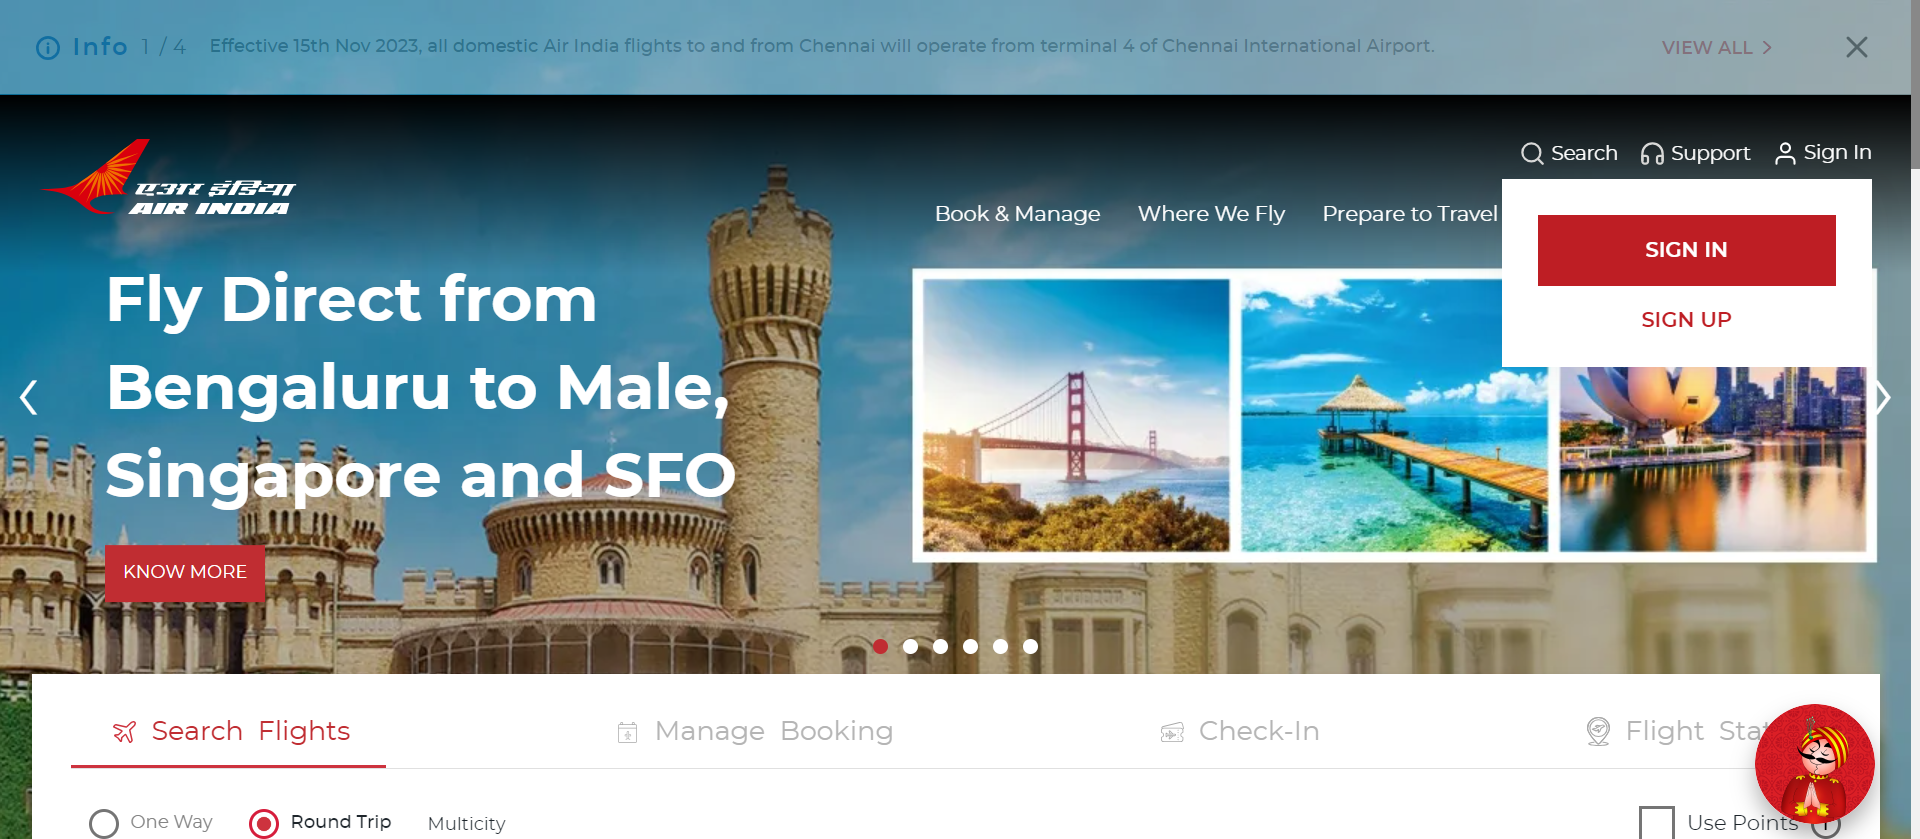 Info 1 / 4 Effective 15th Nov 2023, all domestic Air India flights to and from Chennai will operate from terminal 4 of Chennai International Airport. VIEW ALL
Search Support Sign In
एअर इंडिया
AIR INDIA
Book & Manage Where We Fly Prepare to Travel
SIGN IN
SIGN UP
Fly Direct from
Bengaluru to Male,
Singapore and SFO
KNOW MORE
Search Flights Manage Booking Check-In Flight Sta
One Way Round Trip Multicity Use Points